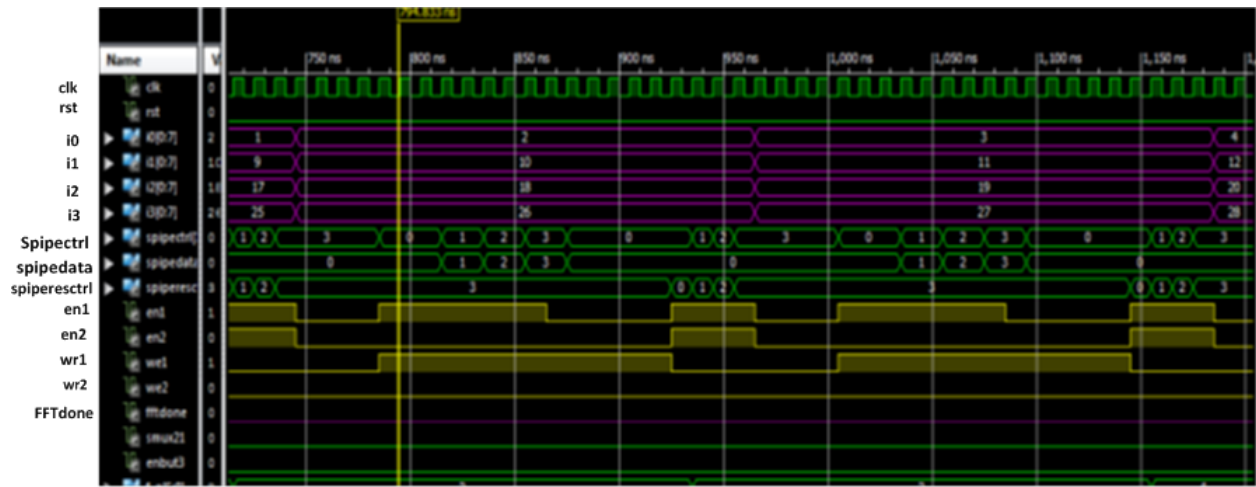 794.833 ns
Name V
750 ns 800 ns 850 ns 900 ns 950 ns 1,000 ns 1,050 ns 1,100 ns 1,150 ns
clk clk 0
rst rst 0
i0 i0[0:7] 2 1 2 3 4
i1 i1[0:7] 10 9 10 11 12
i2 i2[0:7] 18 17 18 19 20
i3 i3[0:7] 26 25 26 27 28
Spipectrl spipectrl[ 0 1 2 3 0 1 2 3 0 1 2 3 0 1 2 3 0 1 2 3
spipedata spipedata 0 0 1 2 3 0 1 2 3 0
spiperesctrl spiperesc 3 1 2 3 0 1 2 3 0 1 2 3
en1 en1 1
en2 en2 0
wr1 we1 1
wr2 we2 0
FFTdone fftdone 0
smux21 0
enbut3 0